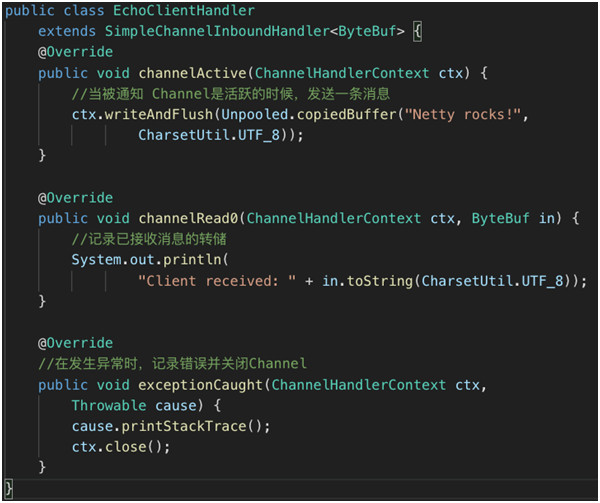 public class EchoClientHandler
    extends SimpleChannelInboundHandler<ByteBuf> {
    @Override
    public void channelActive(ChannelHandlerContext ctx) {
        //当被通知 Channel是活跃的时候，发送一条消息
        ctx.writeAndFlush(Unpooled.copiedBuffer("Netty rocks!",
                CharsetUtil.UTF_8));
    }

    @Override
    public void channelRead0(ChannelHandlerContext ctx, ByteBuf in) {
        //记录已接收消息的转储
        System.out.println(
                "Client received: " + in.toString(CharsetUtil.UTF_8));
    }

    @Override
    //在发生异常时，记录错误并关闭Channel
    public void exceptionCaught(ChannelHandlerContext ctx,
        Throwable cause) {
        cause.printStackTrace();
        ctx.close();
    }
}